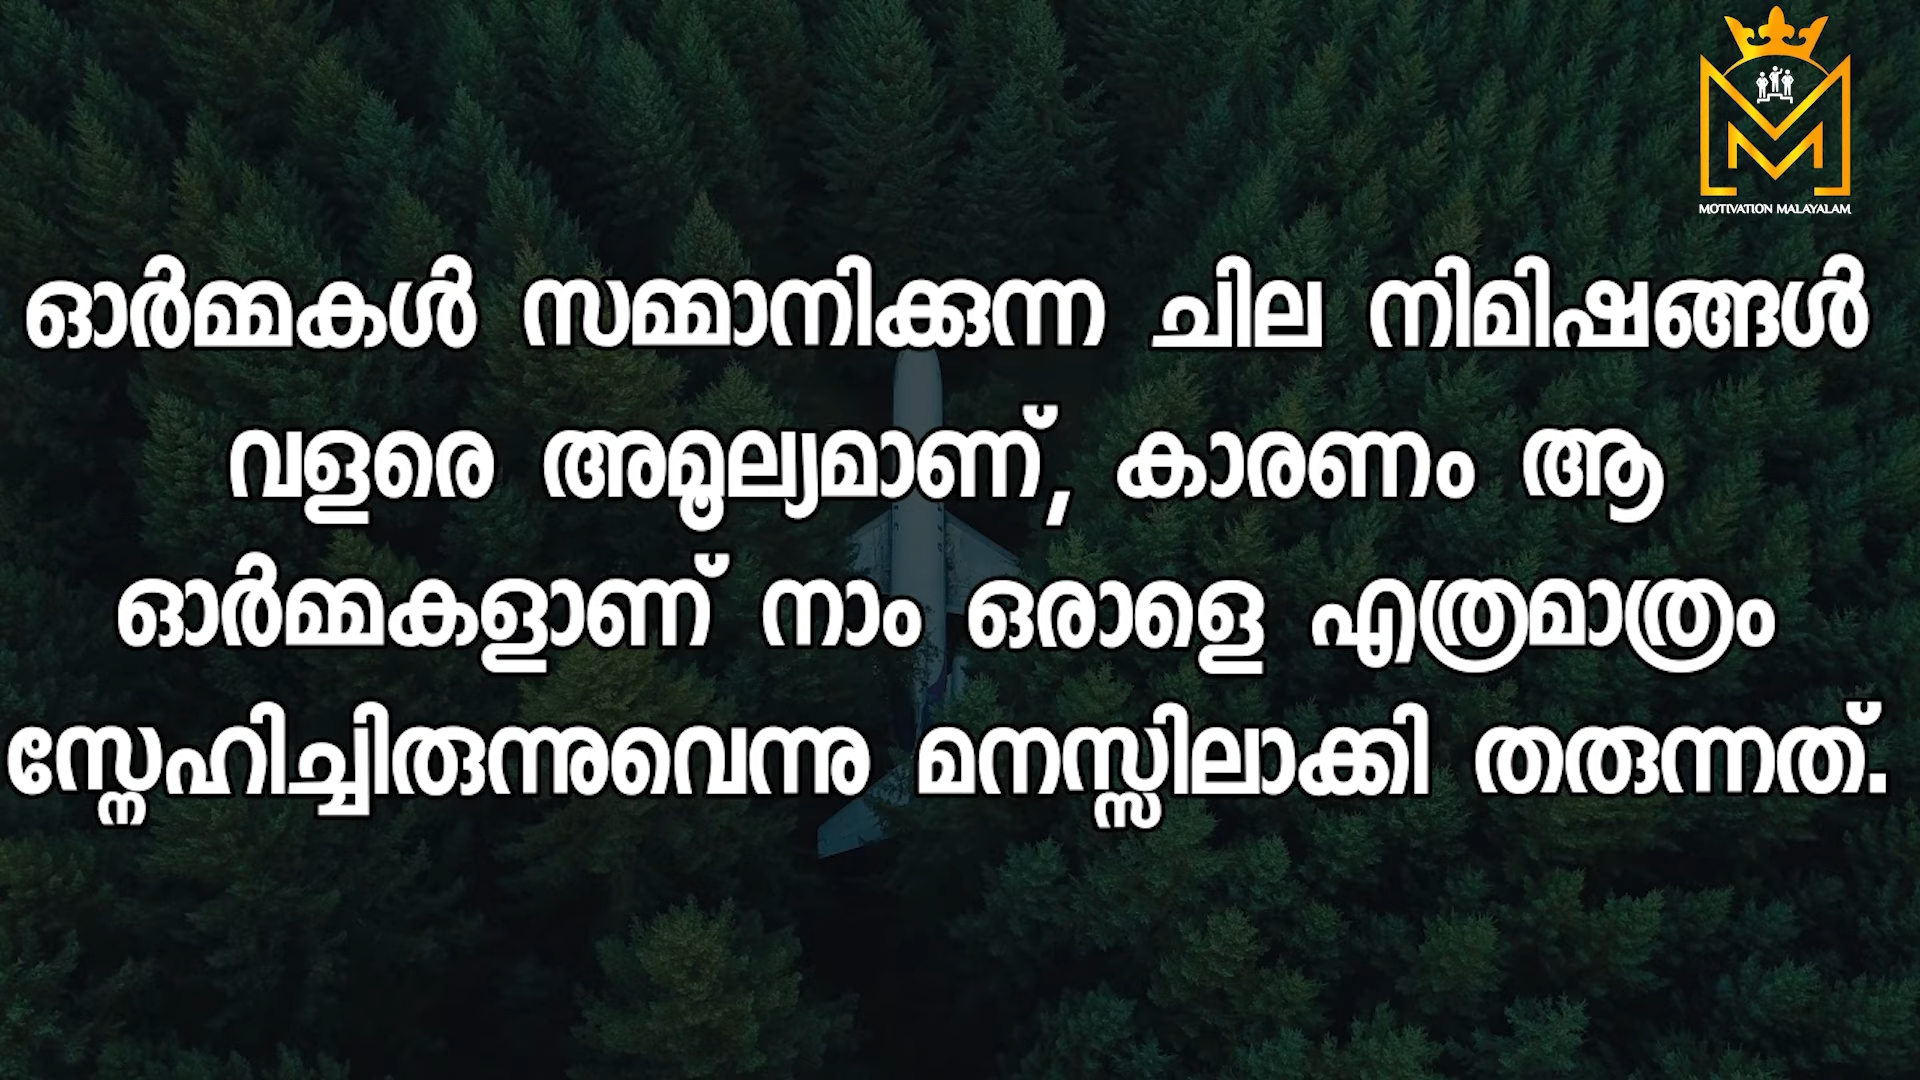 MOTIVATION MALAYALAM
ഓർമ്മകൾ സമ്മാനിക്കുന്ന ചില നിമിഷങ്ങൾ
വളരെ അമൂല്യമാണ്, കാരണം ആ
ഓർമ്മകളാണ് നാം ഒരാളെ എത്രമാത്രം
സ്നേഹിച്ചിരുന്നുവെന്നു മനസ്സിലാക്കി തരുന്നത്.